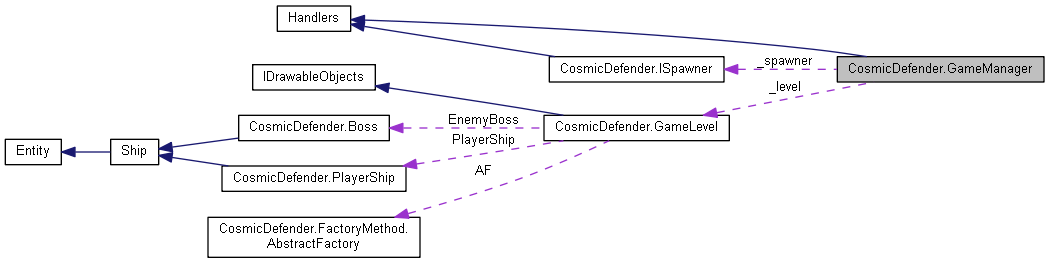 Handlers
CosmicDefender.ISpawner
_spawner
CosmicDefender.GameManager
_level
IDrawableObjects
CosmicDefender.Boss
EnemyBoss
CosmicDefender.GameLevel
PlayerShip
Entity
Ship
CosmicDefender.PlayerShip
AF
CosmicDefender.FactoryMethod.
AbstractFactory